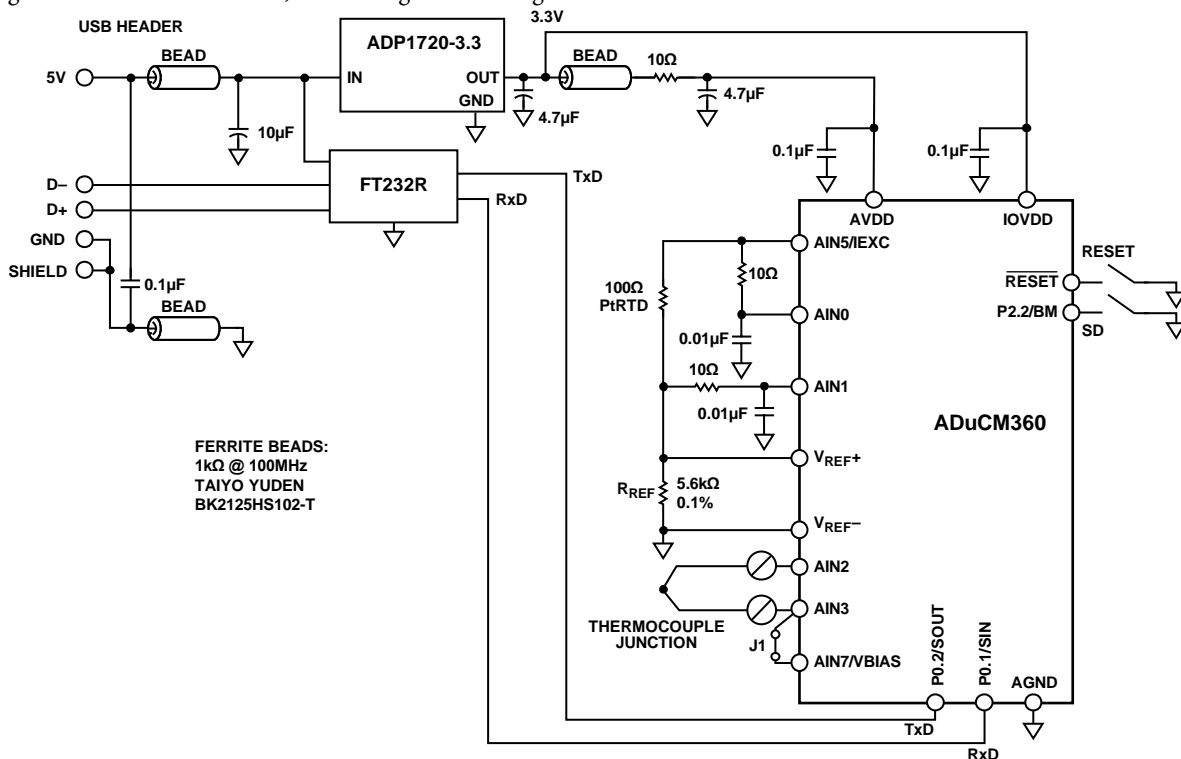 USB HEADER
5V
BEAD
10µF
ADP1720-3.3
IN
OUT
GND
4.7µF
3.3V
BEAD
10Ω
4.7µF
0.1µF
0.1µF
D–
D+
GND
SHIELD
0.1µF
BEAD
FT232R
TxD
RxD
AVDD
IOVDD
AIN5/IEXC
100Ω
PtRTD
10Ω
AIN0
0.01µF
10Ω
AIN1
0.01µF
VREF+
RREF
5.6kΩ
0.1%
VREF–
AIN2
AIN3
THERMOCOUPLE
JUNCTION
J1
AIN7/VBIAS
ADuCM360
RESET
RESET
P2.2/BM
SD
P0.2/SOUT
P0.1/SIN
AGND
TxD
RxD
FERRITE BEADS:
1kΩ @ 100MHz
TAIYO YUDEN
BK2125HS102-T